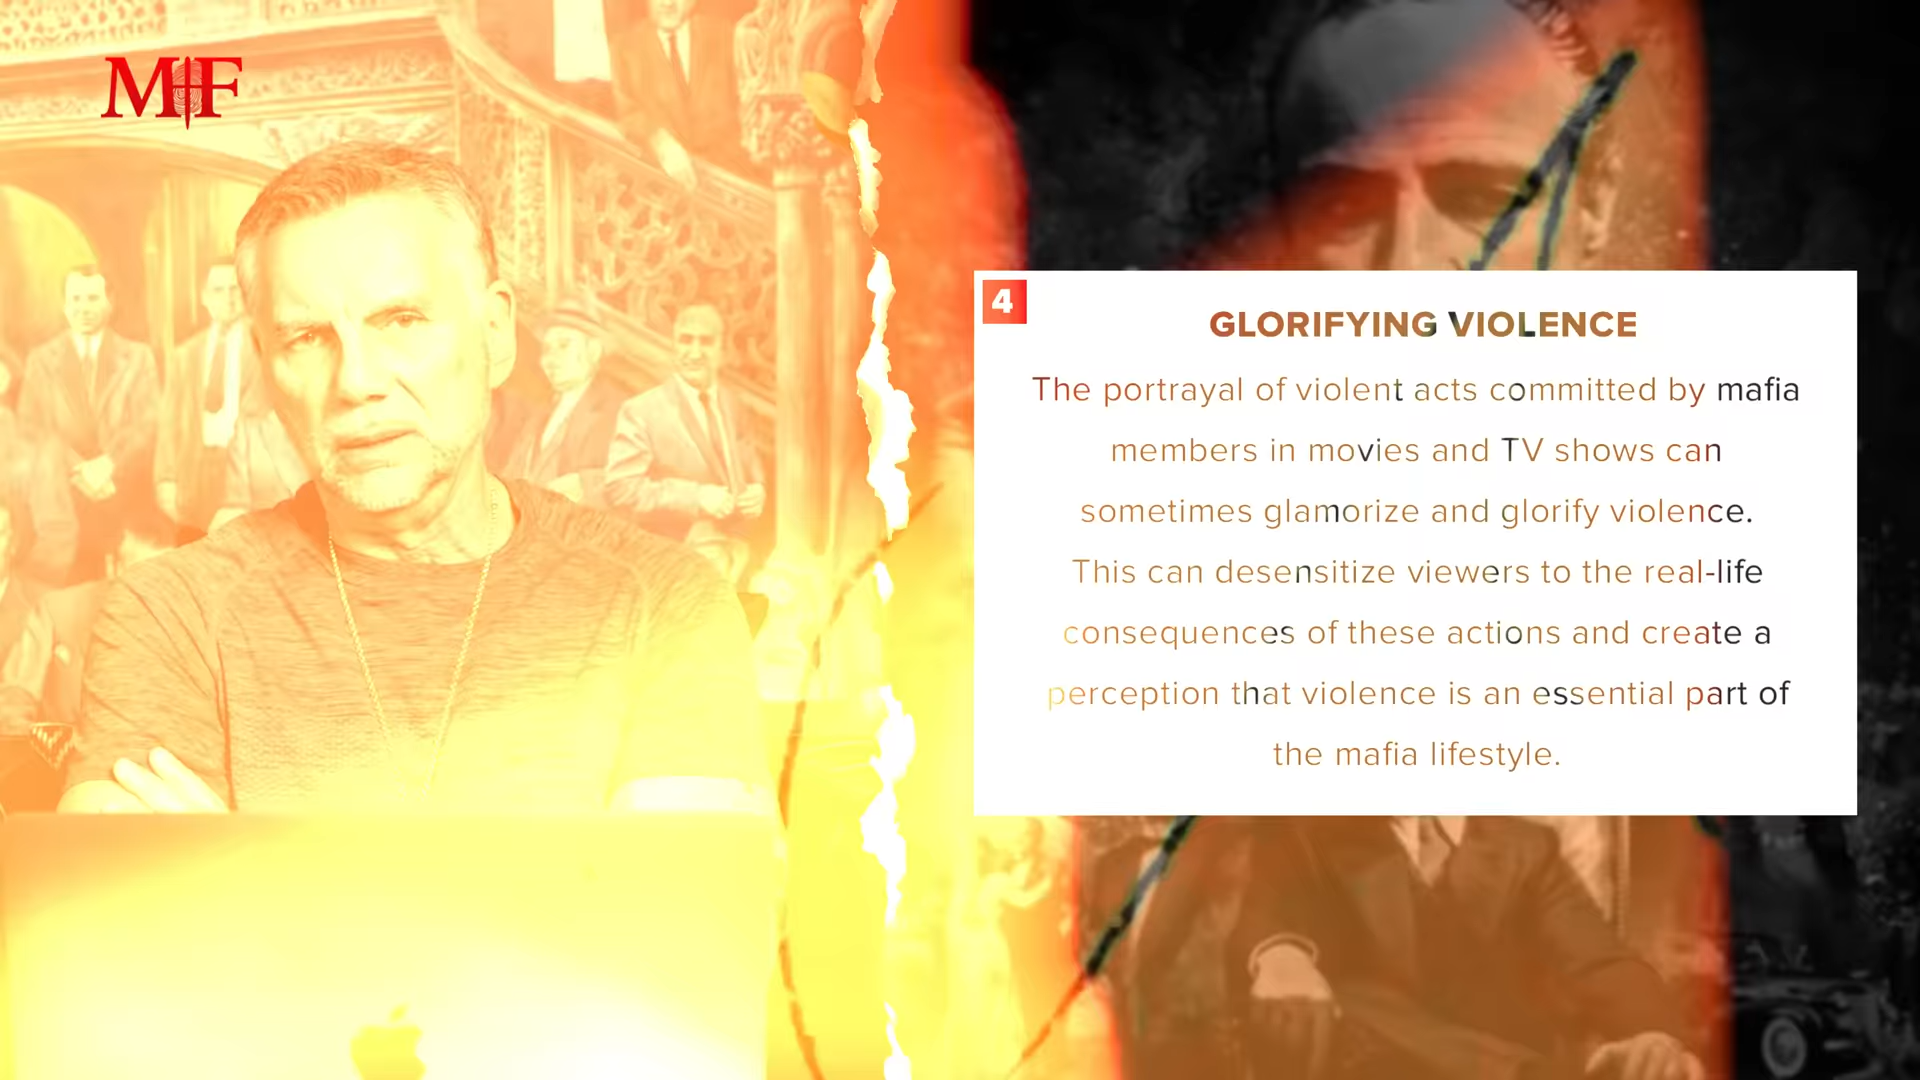 MF
4
GLORIFYING VIOLENCE
The portrayal of violent acts committed by mafia
members in movies and TV shows can
sometimes glamorize and glorify violence.
This can desensitize viewers to the real-life
consequences of these actions and create a
perception that violence is an essential part of
the mafia lifestyle.